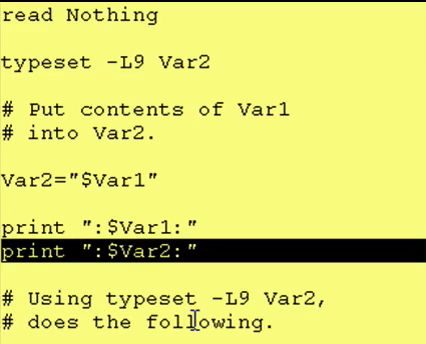 read Nothing
typeset -L9 Var2
# Put contents of Var1
# into Var2.
Var2="$Var1"
print ":$Var1:"
print ":$Var2:"
# Using typeset -L9 Var2,
# does the following.